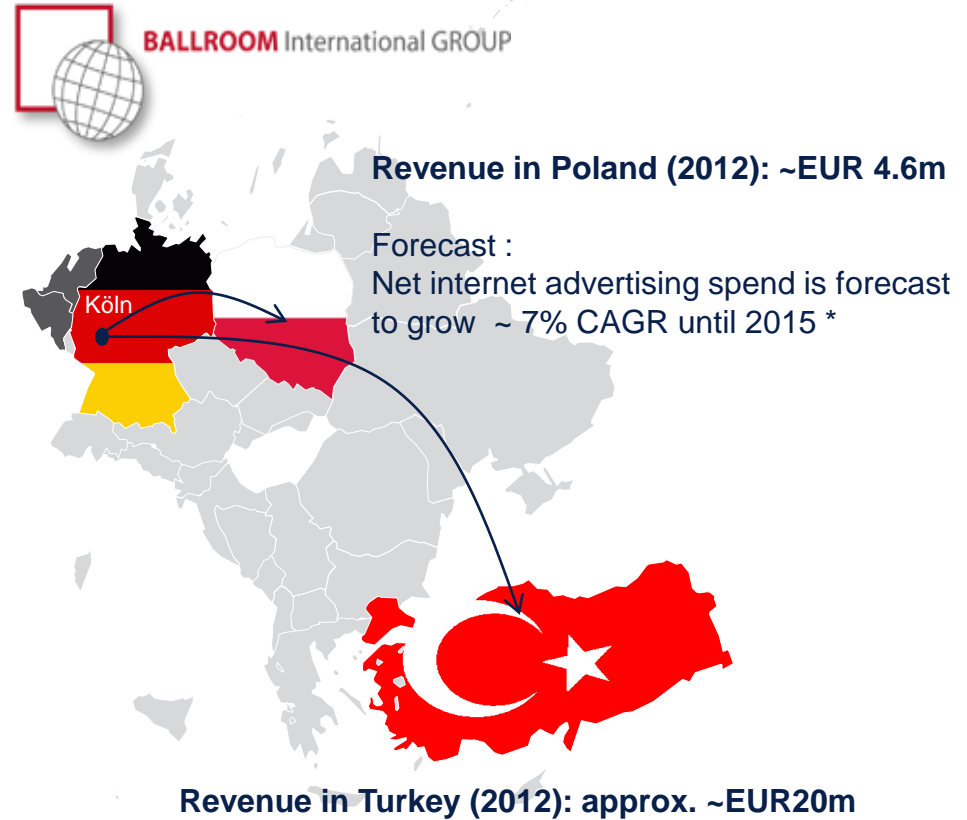 BALLROOM International GROUP
Revenue in Poland (2012): ~EUR 4.6m
Forecast :
Net internet advertising spend is forecast
to grow ~ 7% CAGR until 2015 *
Köln
Revenue in Turkey (2012): approx. ~EUR20m